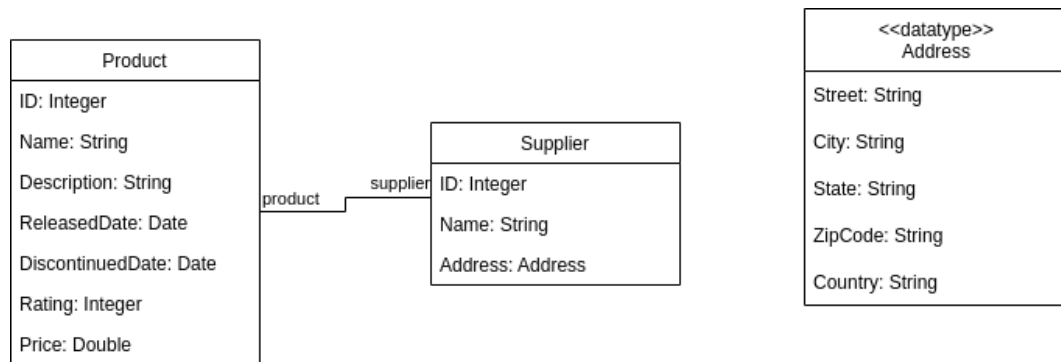 Product
ID: Integer
Name: String
Description: String
ReleasedDate: Date
DiscontinuedDate: Date
Rating: Integer
Price: Double
product
supplier
Supplier
ID: Integer
Name: String
Address: Address
<<datatype>>
Address
Street: String
City: String
State: String
ZipCode: String
Country: String